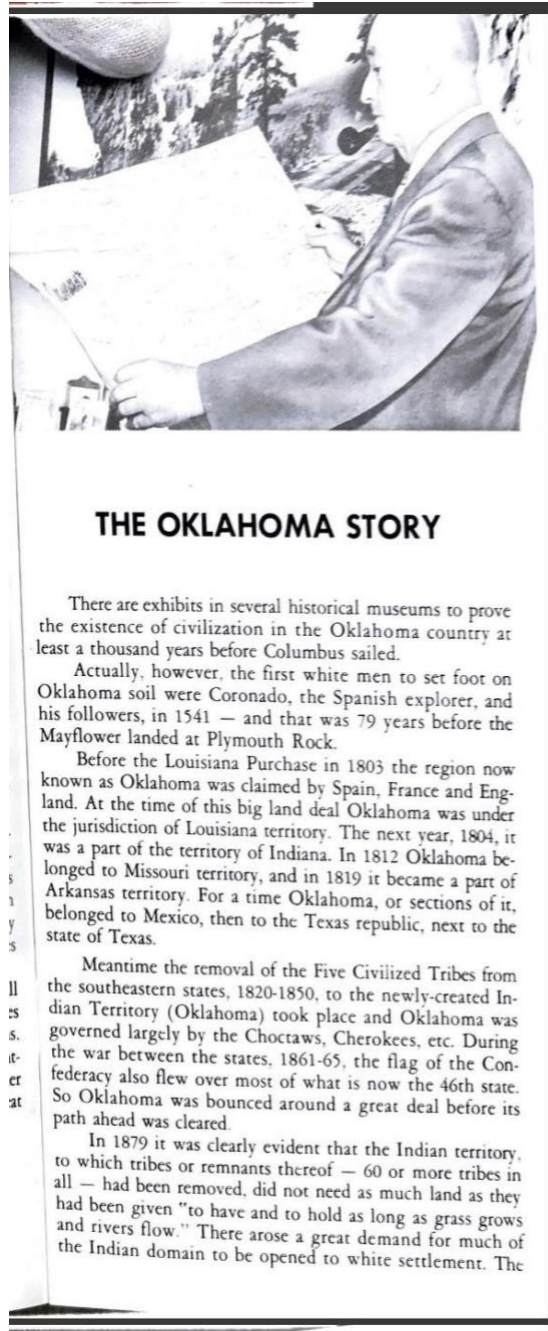 THE OKLAHOMA STORY
There are exhibits in several historical museums to prove
the existence of civilization in the Oklahoma country at
least a thousand years before Columbus sailed.
Actually, however, the first white men to set foot on
Oklahoma soil were Coronado, the Spanish explorer, and
his followers, in 1541 — and that was 79 years before the
Mayflower landed at Plymouth Rock.
Before the Louisiana Purchase in 1803 the region now
known as Oklahoma was claimed by Spain, France and Eng-
land. At the time of this big land deal Oklahoma was under
the jurisdiction of Louisiana territory. The next year, 1804, it
was a part of the territory of Indiana. In 1812 Oklahoma be-
longed to Missouri territory, and in 1819 it became a part of
Arkansas territory. For a time Oklahoma, or sections of it,
belonged to Mexico, then to the Texas republic, next to the
state of Texas.
Meantime the removal of the Five Civilized Tribes from
the southeastern states, 1820-1850, to the newly-created In-
dian Territory (Oklahoma) took place and Oklahoma was
governed largely by the Choctaws, Cherokees, etc. During
the war between the states, 1861-65, the flag of the Con-
federacy also flew over most of what is now the 46th state.
So Oklahoma was bounced around a great deal before its
path ahead was cleared.
In 1879 it was clearly evident that the Indian territory,
to which tribes or remnants thereof — 60 or more tribes in
all — had been removed, did not need as much land as they
had been given "to have and to hold as long as grass grows
and rivers flow." There arose a great demand for much of
the Indian domain to be opened to white settlement. The